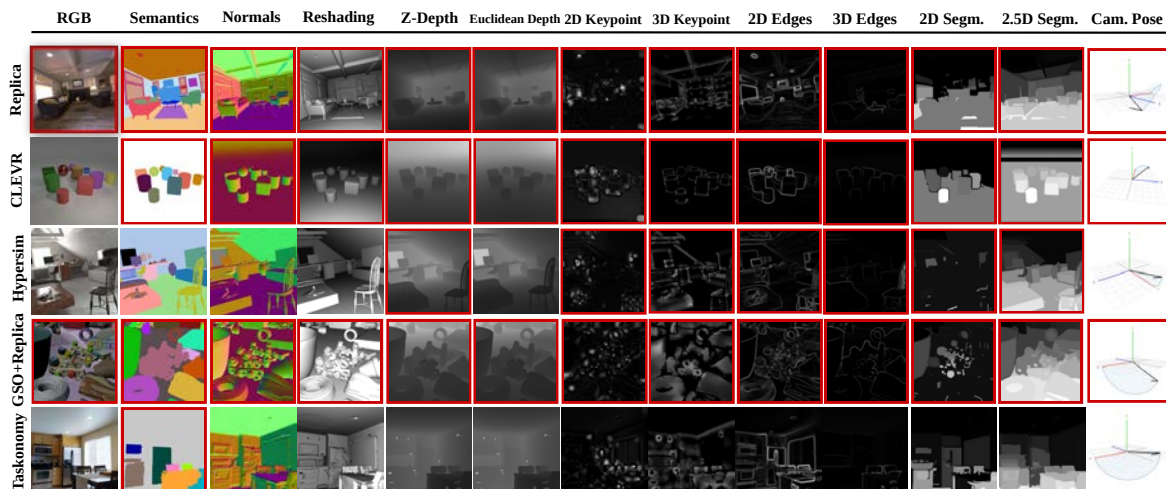 RGB Semantics Normals Reshading Z-Depth Euclidean Depth 2D Keypoint 3D Keypoint 2D Edges 3D Edges 2D Segm. 2.5D Segm. Cam. Pose
Replica
CLEVR
Hypersim
GSO+Replica
Taskonomy